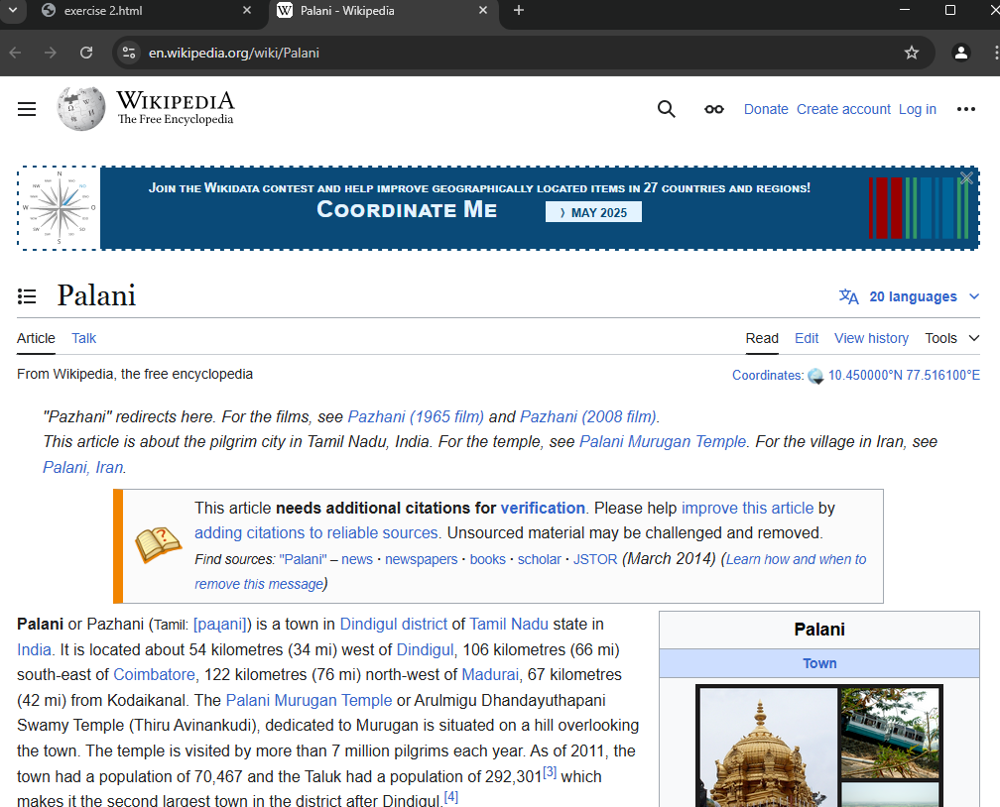 exercise 2.html
Palani - Wikipedia
en.wikipedia.org/wiki/Palani
WIKIPEDIA
The Free Encyclopedia
Donate Create account Log in
JOIN THE WIKIDATA CONTEST AND HELP IMPROVE GEOGRAPHICALLY LOCATED ITEMS IN 27 COUNTRIES AND REGIONS!
COORDINATE ME
⟩ MAY 2025
N
NW
NO
W
O
SW
SO
S
Palani
20 languages
Article Talk
Read Edit View history Tools
From Wikipedia, the free encyclopedia
Coordinates: 10.450000°N 77.516100°E
"Pazhani" redirects here. For the films, see Pazhani (1965 film) and Pazhani (2008 film).
This article is about the pilgrim city in Tamil Nadu, India. For the temple, see Palani Murugan Temple. For the village in Iran, see
Palani, Iran.
This article needs additional citations for verification. Please help improve this article by
adding citations to reliable sources. Unsourced material may be challenged and removed.
Find sources: "Palani" – news · newspapers · books · scholar · JSTOR (March 2014) (Learn how and when to
remove this message)
Palani or Pazhani (Tamil: [paɻani]) is a town in Dindigul district of Tamil Nadu state in
India. It is located about 54 kilometres (34 mi) west of Dindigul, 106 kilometres (66 mi)
south-east of Coimbatore, 122 kilometres (76 mi) north-west of Madurai, 67 kilometres
(42 mi) from Kodaikanal. The Palani Murugan Temple or Arulmigu Dhandayuthapani
Swamy Temple (Thiru Avinankudi), dedicated to Murugan is situated on a hill overlooking
the town. The temple is visited by more than 7 million pilgrims each year. As of 2011, the
town had a population of 70,467 and the Taluk had a population of 292,301[3] which
makes it the second largest town in the district after Dindigul.[4]
Palani
Town